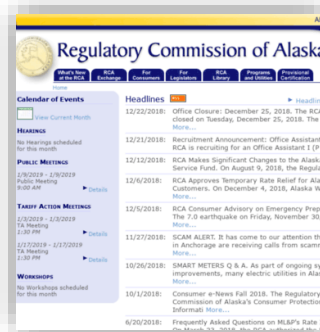 Regulatory Commission of Alaska
What's New at the RCA
RCA Exchange
For Consumers
For Legislators
RCA Library
Programs and Utilities
Provisional Certification
Home
Calendar of Events
View Current Month
HEARINGS
No Hearings scheduled
for this month
PUBLIC MEETINGS
1/9/2019 - 1/9/2019
Public Meeting
9:00 AM
Details
TARIFF ACTION MEETINGS
1/3/2019 - 1/3/2019
TA Meeting
1:30 PM
Details
1/17/2019 - 1/17/2019
TA Meeting
1:30 PM
Details
WORKSHOPS
No Workshops scheduled
for this month
Headlines
Headlin
12/22/2018: Office Closure: December 25, 2018. The RCA
closed on Tuesday, December 25, 2018. The
More...
12/21/2018: Recruitment Announcement: Office Assistant
RCA is recruiting for an Office Assistant I (P
12/12/2018: RCA Makes Significant Changes to the Alaska
Service Fund. On August 9, 2018, the Regula
12/6/2018: RCA Approves Temporary Rate Relief for Ala
Customers. On December 4, 2018, Alaska W
More...
12/5/2018: RCA Consumer Advisory on Emergency Prep
The 7.0 earthquake on Friday, November 30,
More...
11/27/2018: SCAM ALERT. It has come to our attention th
in Anchorage are receiving calls from scamm
More...
10/26/2018: SMART METERS Q & A. As part of ongoing sy
improvements, many electric utilities in Alas
More...
10/1/2018: Consumer e-News Fall 2018. The Regulatory
Commission of Alaska's Consumer Protection
Informati More...
6/20/2018: Frequently Asked Questions on ML&P's Rate